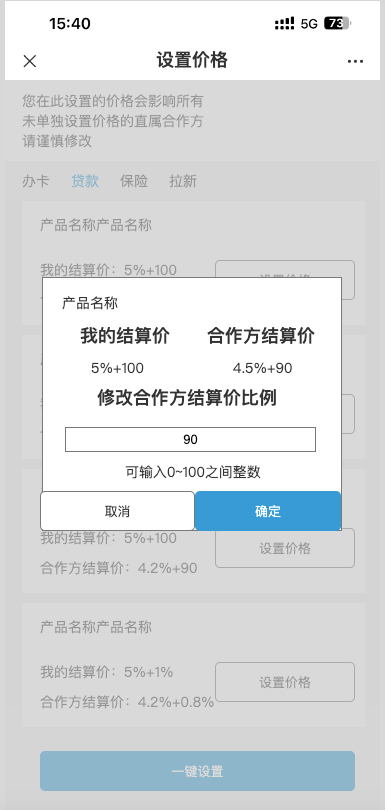 15:40
5G
73
设置价格
您在此设置的价格会影响所有
未单独设置价格的直属合作方
请谨慎修改
办卡 贷款 保险 拉新
产品名称产品名称
我的结算价：5%+100
设置价格
产品名称
我的结算价 合作方结算价
5%+100 4.5%+90
修改合作方结算价比例
90
可输入0~100之间整数
取消 确定
我的结算价：5%+100
设置价格
合作方结算价：4.2%+90
产品名称产品名称
我的结算价：5%+1%
设置价格
合作方结算价：4.2%+0.8%
一键设置